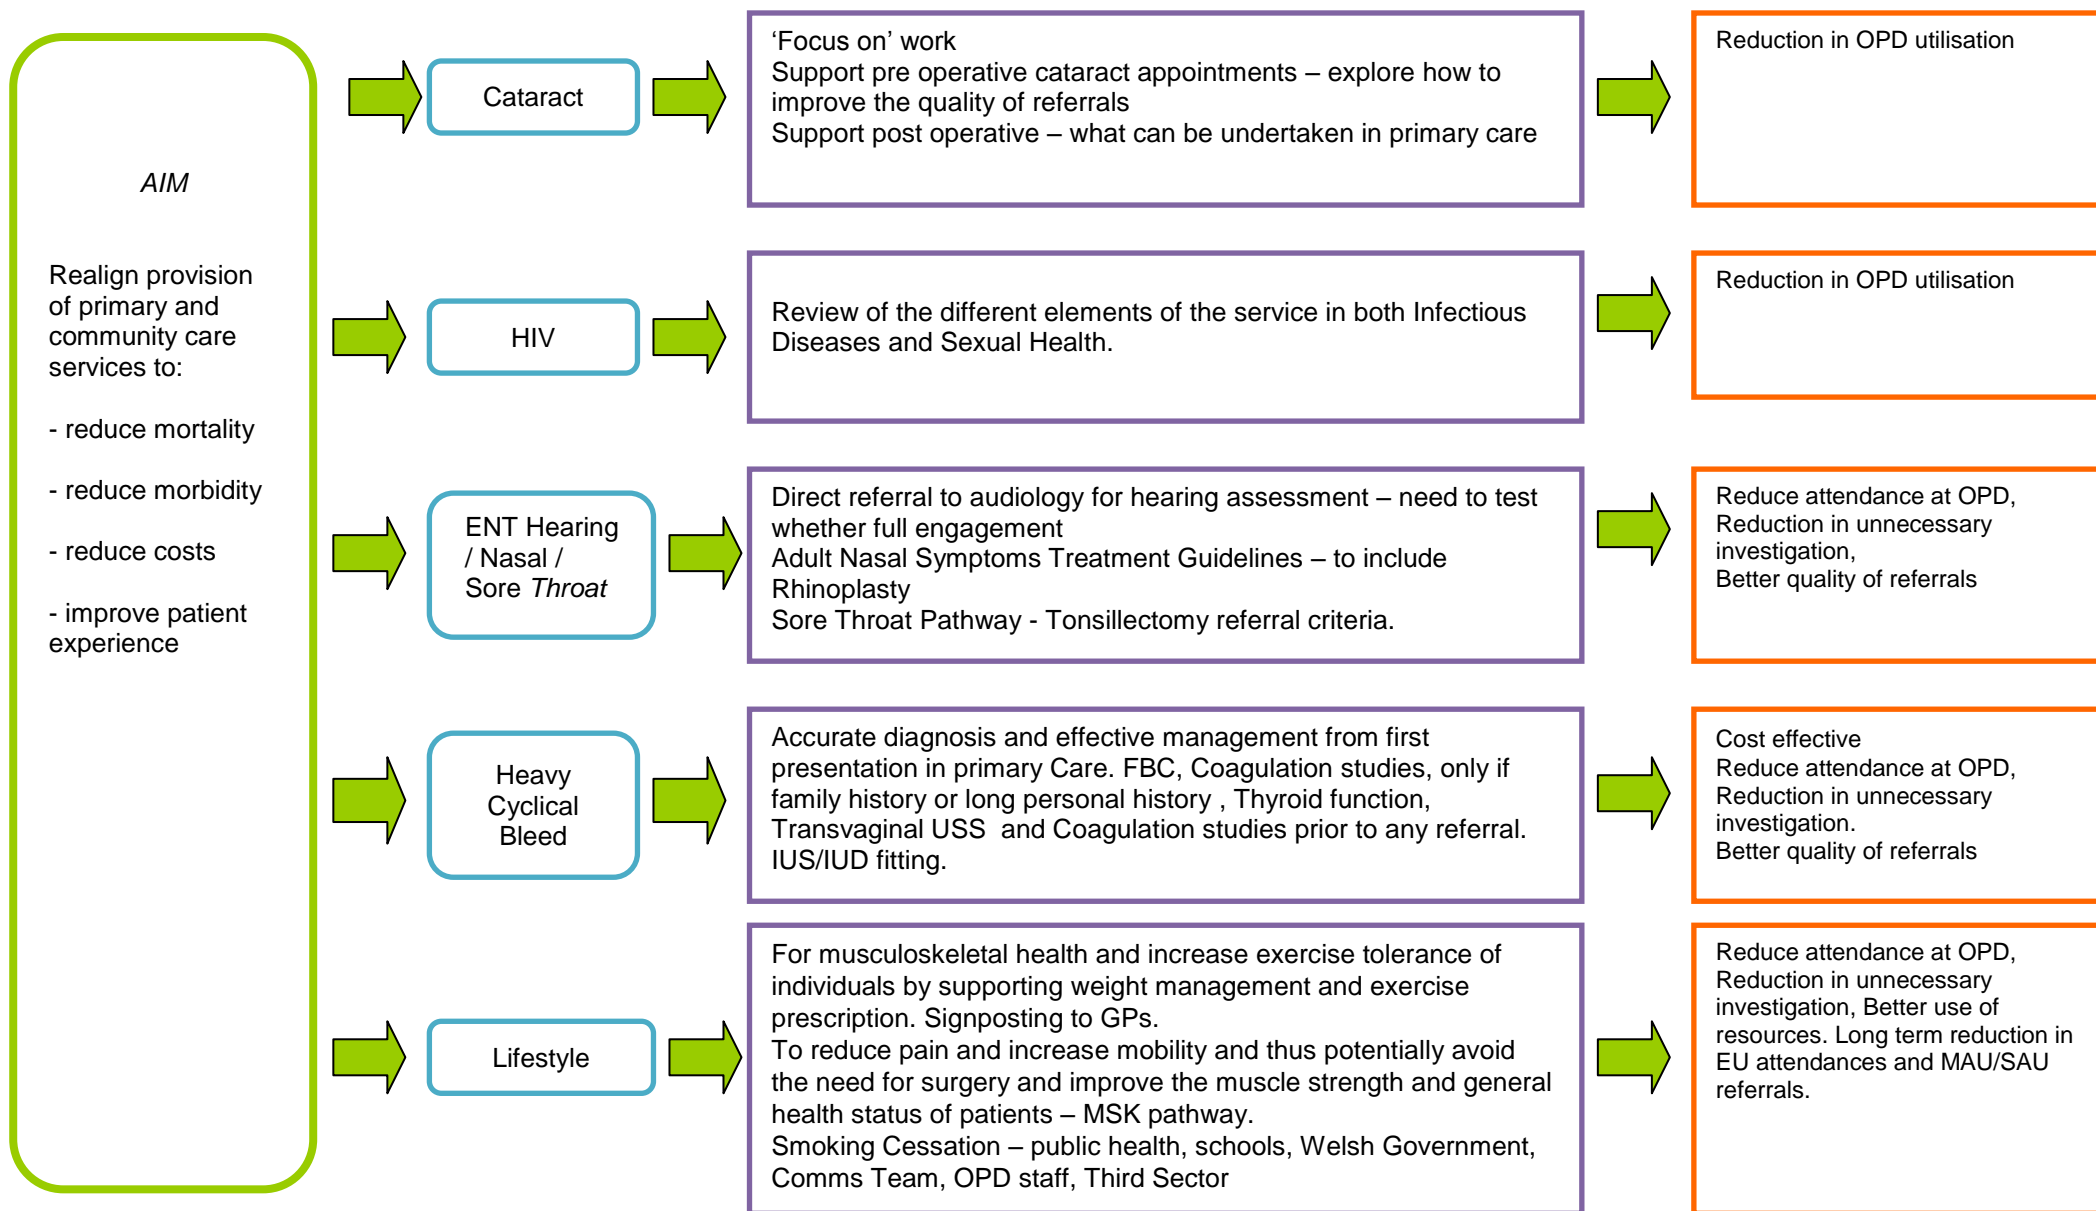 AIM
Realign provision
of primary and
community care
services to:
- reduce mortality
- reduce morbidity
- reduce costs
- improve patient
experience
Cataract
‘Focus on’ work
Support pre operative cataract appointments – explore how to
improve the quality of referrals
Support post operative – what can be undertaken in primary care
Reduction in OPD utilisation
HIV
Review of the different elements of the service in both Infectious
Diseases and Sexual Health.
Reduction in OPD utilisation
ENT Hearing
/ Nasal /
Sore Throat
Direct referral to audiology for hearing assessment – need to test
whether full engagement
Adult Nasal Symptoms Treatment Guidelines – to include
Rhinoplasty
Sore Throat Pathway - Tonsillectomy referral criteria.
Reduce attendance at OPD,
Reduction in unnecessary
investigation,
Better quality of referrals
Heavy
Cyclical
Bleed
Accurate diagnosis and effective management from first
presentation in primary Care. FBC, Coagulation studies, only if
family history or long personal history , Thyroid function,
Transvaginal USS  and Coagulation studies prior to any referral.
IUS/IUD fitting.
Cost effective
Reduce attendance at OPD,
Reduction in unnecessary
investigation.
Better quality of referrals
Lifestyle
For musculoskeletal health and increase exercise tolerance of
individuals by supporting weight management and exercise
prescription. Signposting to GPs.
To reduce pain and increase mobility and thus potentially avoid
the need for surgery and improve the muscle strength and general
health status of patients – MSK pathway.
Smoking Cessation – public health, schools, Welsh Government,
Comms Team, OPD staff, Third Sector
Reduce attendance at OPD,
Reduction in unnecessary
investigation, Better use of
resources. Long term reduction in
EU attendances and MAU/SAU
referrals.